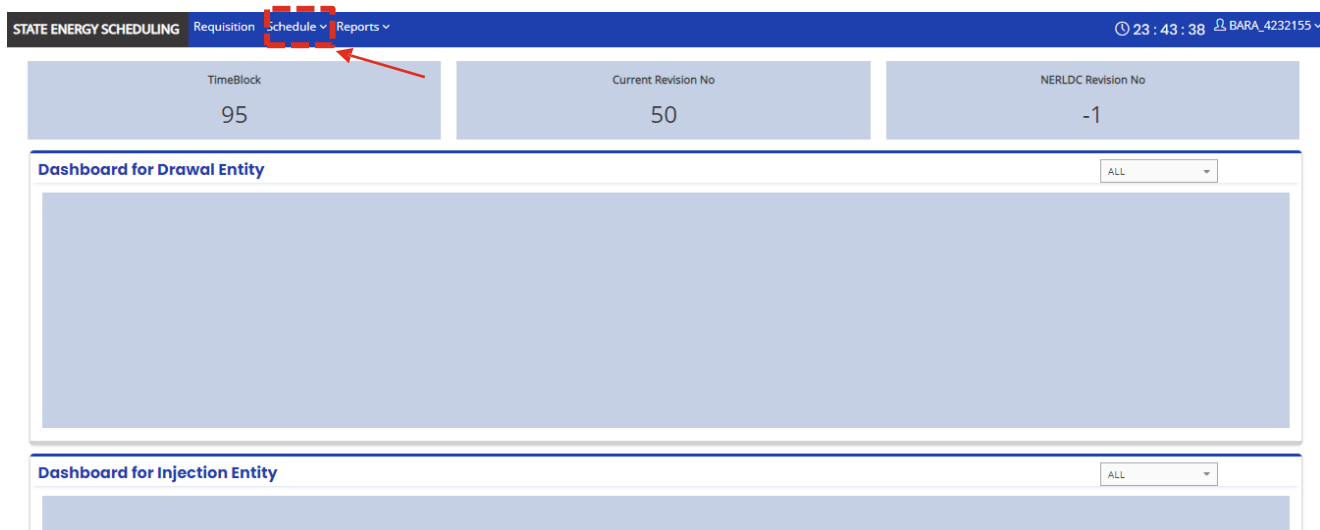 STATE ENERGY SCHEDULING Requisition Schedule Reports 23 : 43 : 38 BARA_4232155
TimeBlock Current Revision No NERLDC Revision No
95 50 -1
Dashboard for Drawal Entity ALL
Dashboard for Injection Entity ALL